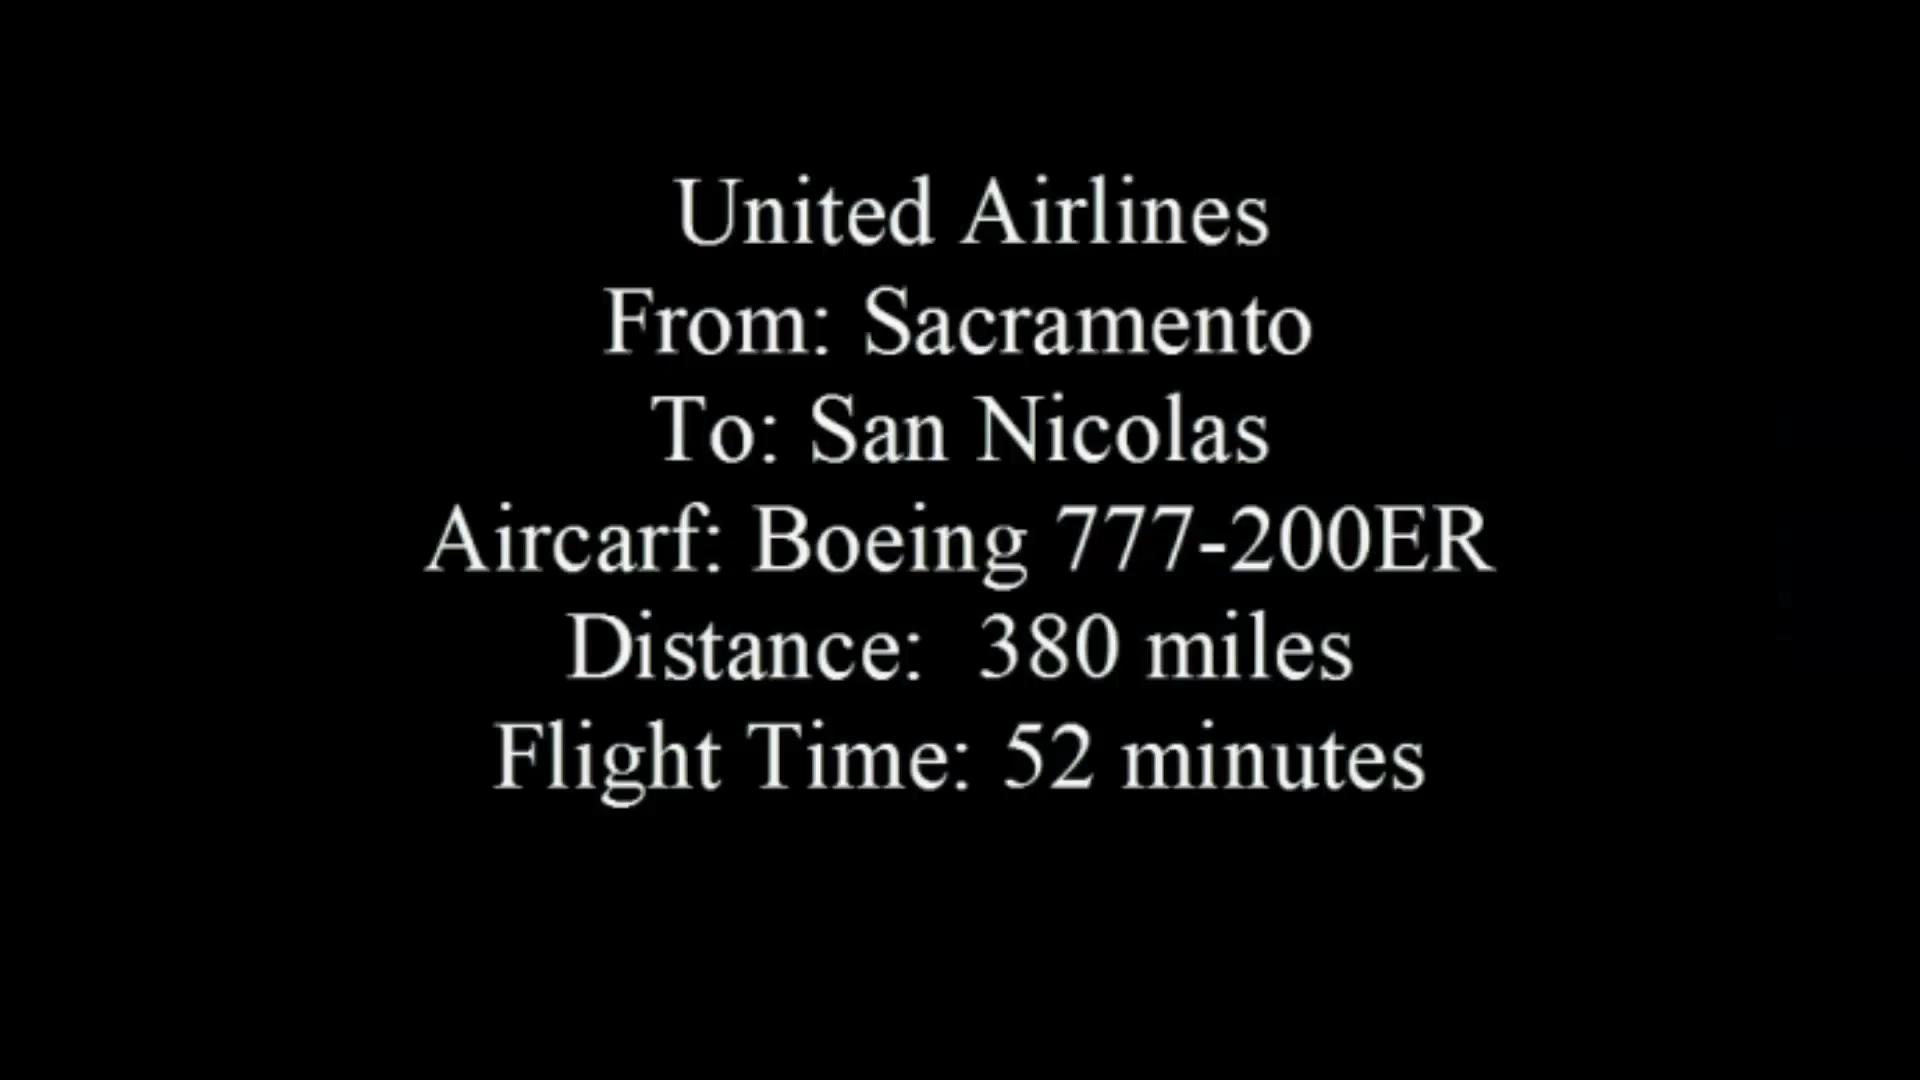 United Airlines
From: Sacramento
To: San Nicolas
Aircarf: Boeing 777-200ER
Distance:  380 miles
Flight Time: 52 minutes